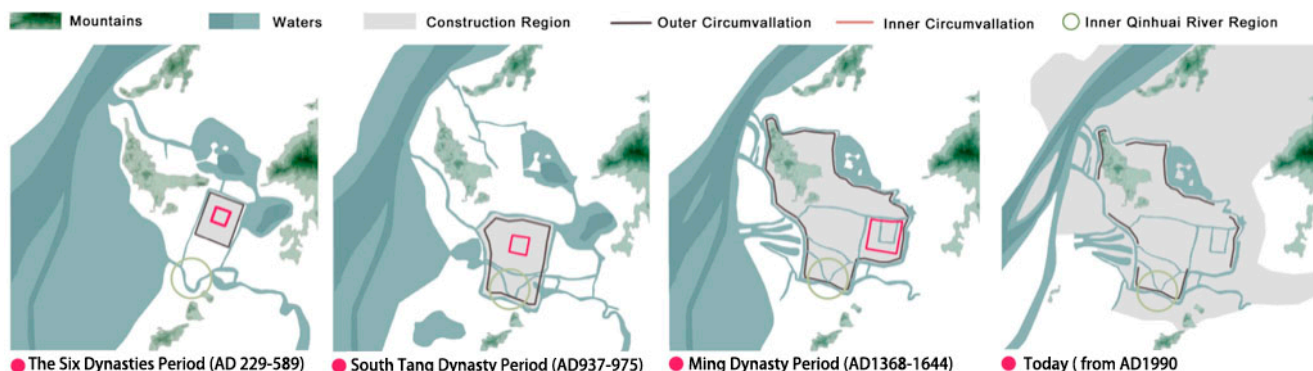 Mountains Waters Construction Region Outer Circumvallation Inner Circumvallation Inner Qinhuai River Region
The Six Dynasties Period (AD 229-589) South Tang Dynasty Period (AD937-975) Ming Dynasty Period (AD1368-1644) Today ( from AD1990